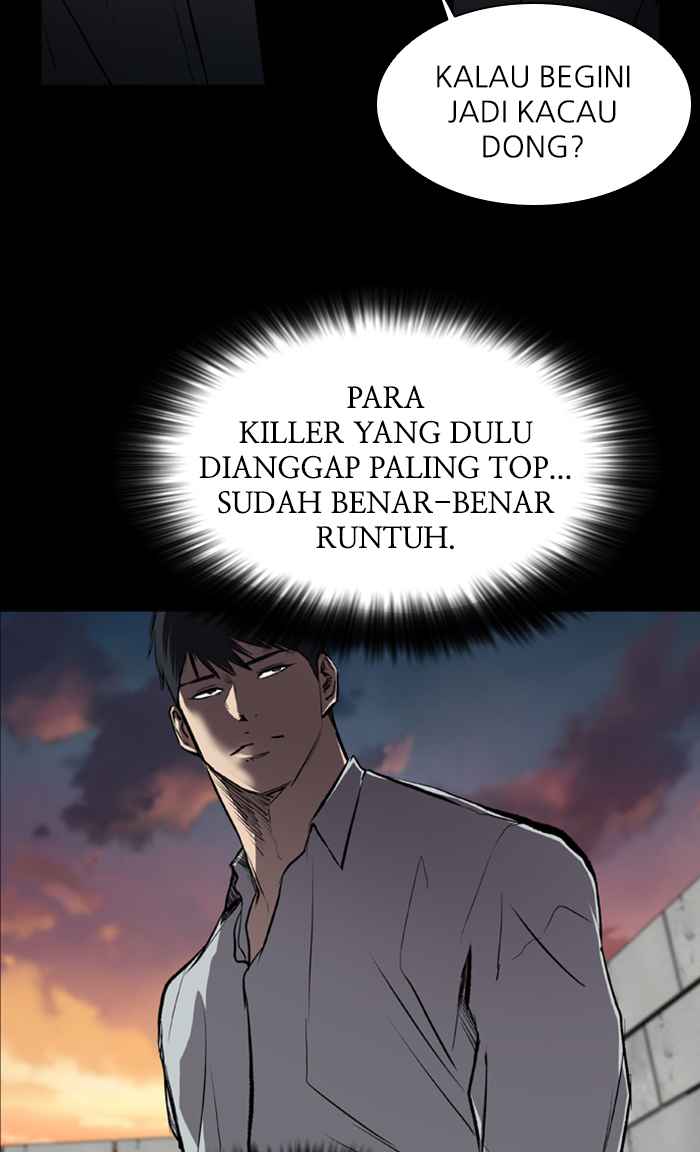 KALAU BEGINI
JADI KACAU
DONG?
PARA
KILLER YANG DULU
DIANGGAP PALING TOP...
SUDAH BENAR-BENAR
RUNTUH.